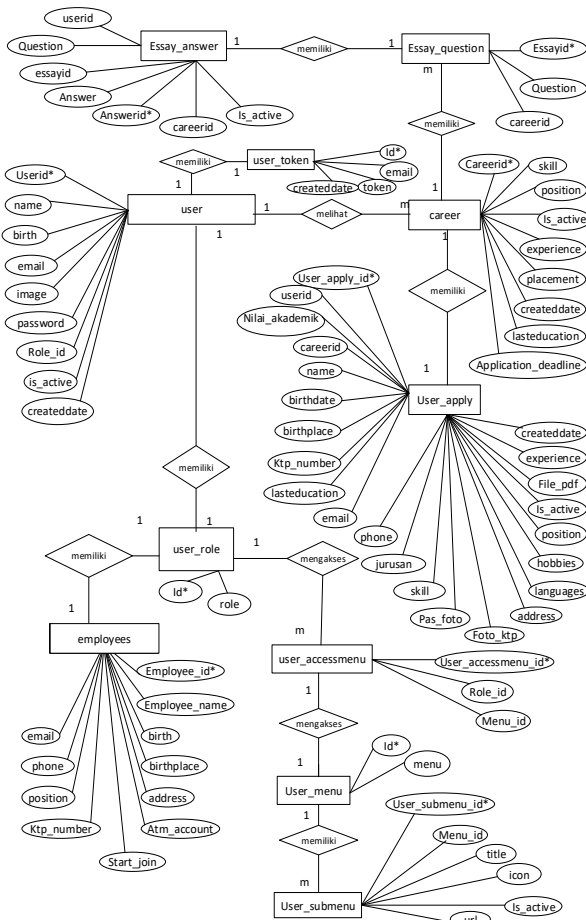 userid
Question
essayid
Answer
Answerid*
careerid
Is_active
Essay_answer
1
memiliki
1
Essay_question
m
Essayid*
Question
careerid
memiliki
1
memiliki
1
1
user_token
Id*
email
createddate
token
Userid*
name
birth
email
image
password
Role_id
is_active
createddate
user
1
1
melihat
m
career
1
Careerid*
skill
position
Is_active
experience
placement
createddate
lasteducation
Application_deadline
memiliki
1
User_apply
User_apply_id*
userid
Nilai_akademik
careerid
name
birthdate
birthplace
Ktp_number
lasteducation
email
phone
jurusan
skill
Pas_foto
Foto_ktp
address
languages
hobbies
position
Is_active
File_pdf
experience
createddate
memiliki
1
1
user_role
1
Id*
role
memiliki
1
employees
Employee_id*
Employee_name
birth
birthplace
address
Atm_account
Start_join
Ktp_number
position
phone
email
mengakses
m
user_accessmenu
User_accessmenu_id*
Role_id
Menu_id
1
mengakses
1
User_menu
Id*
menu
1
memiliki
m
User_submenu
User_submenu_id*
Menu_id
title
icon
Is_active
url